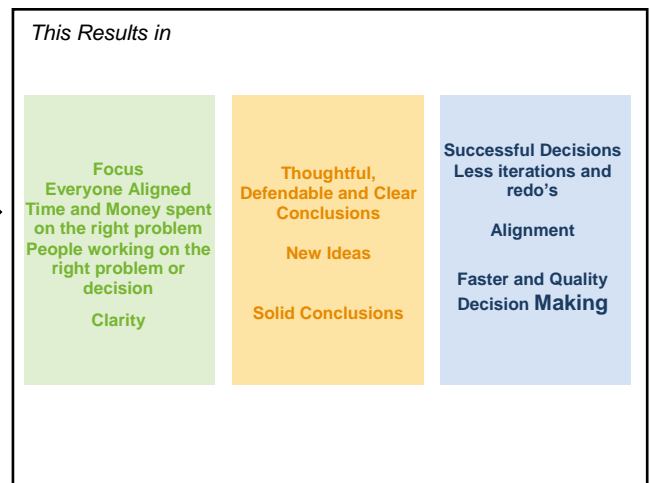 This Results in
Focus
Everyone Aligned
Time and Money spent
on the right problem
People working on the
right problem or
decision
Clarity
Thoughtful,
Defendable and Clear
Conclusions
New Ideas
Solid Conclusions
Successful Decisions
Less iterations and
redo’s
Alignment
Faster and Quality
Decision Making